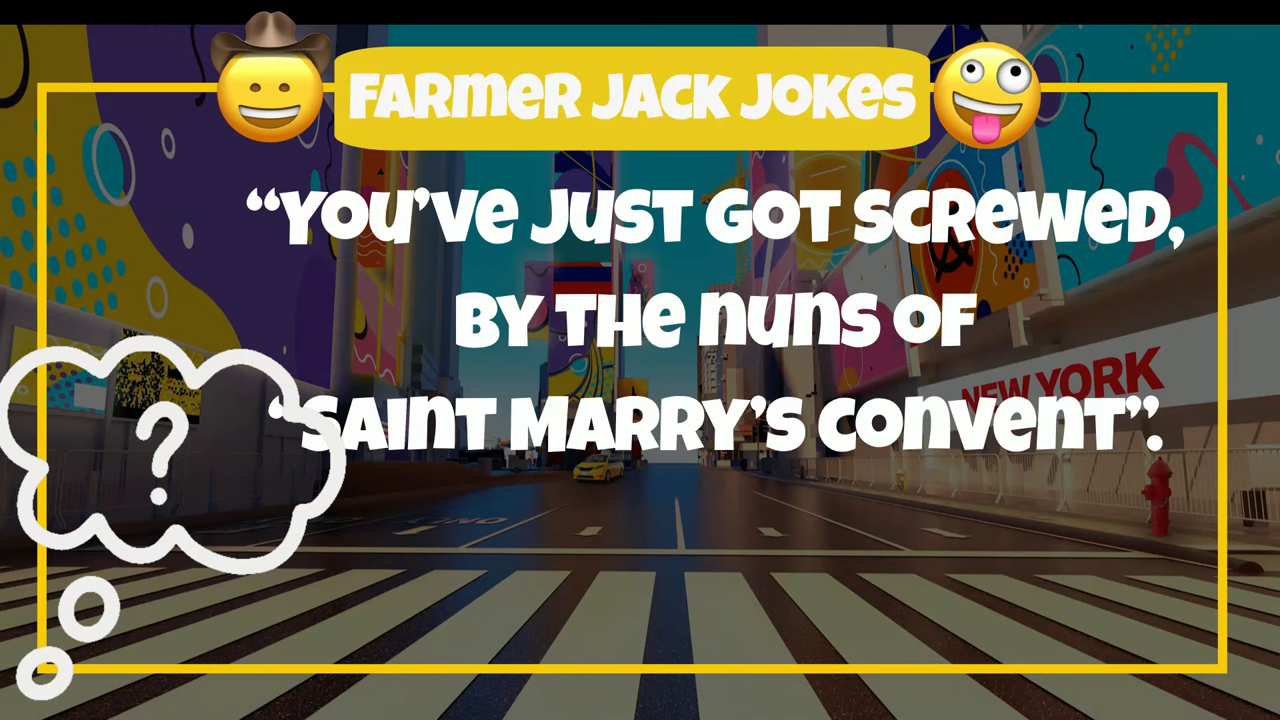 FARMER JACK JOKES
“YOU’VE JUST GOT SCREWED,
BY THE NUNS OF
“SAINT MARRY’S CONVENT”.
?
NEW YORK